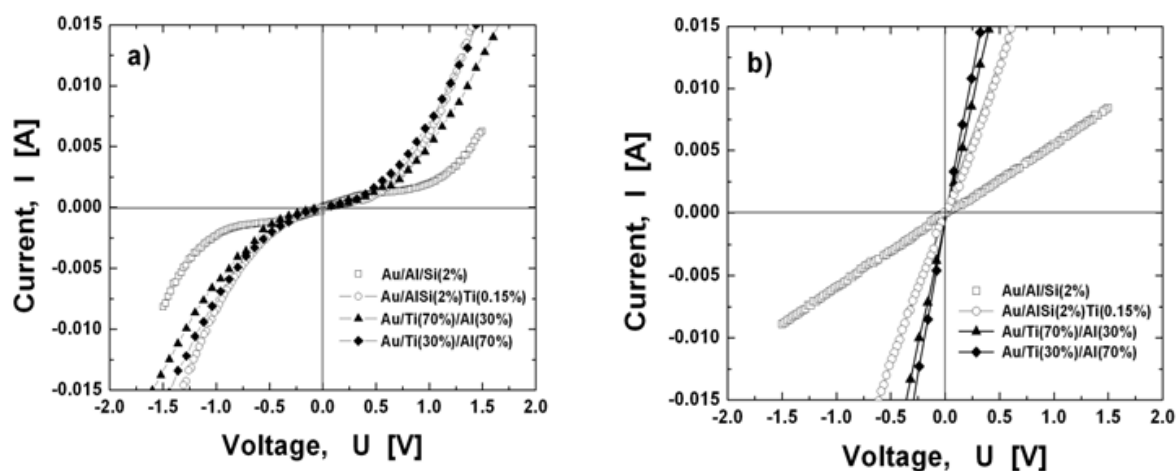 a)
Current, I [A]
0.015
0.010
0.005
0.000
-0.005
-0.010
-0.015
Au/Al/Si(2%)
Au/AlSi(2%)Ti(0.15%)
Au/Ti(70%)/Al(30%)
Au/Ti(30%)/Al(70%)
-2.0 -1.5 -1.0 -0.5 0.0 0.5 1.0 1.5 2.0
Voltage, U [V]
b)
Current, I [A]
0.015
0.010
0.005
0.000
-0.005
-0.010
-0.015
Au/Al/Si(2%)
Au/AlSi(2%)Ti(0.15%)
Au/Ti(70%)/Al(30%)
Au/Ti(30%)/Al(70%)
-2.0 -1.5 -1.0 -0.5 0.0 0.5 1.0 1.5 2.0
Voltage, U [V]